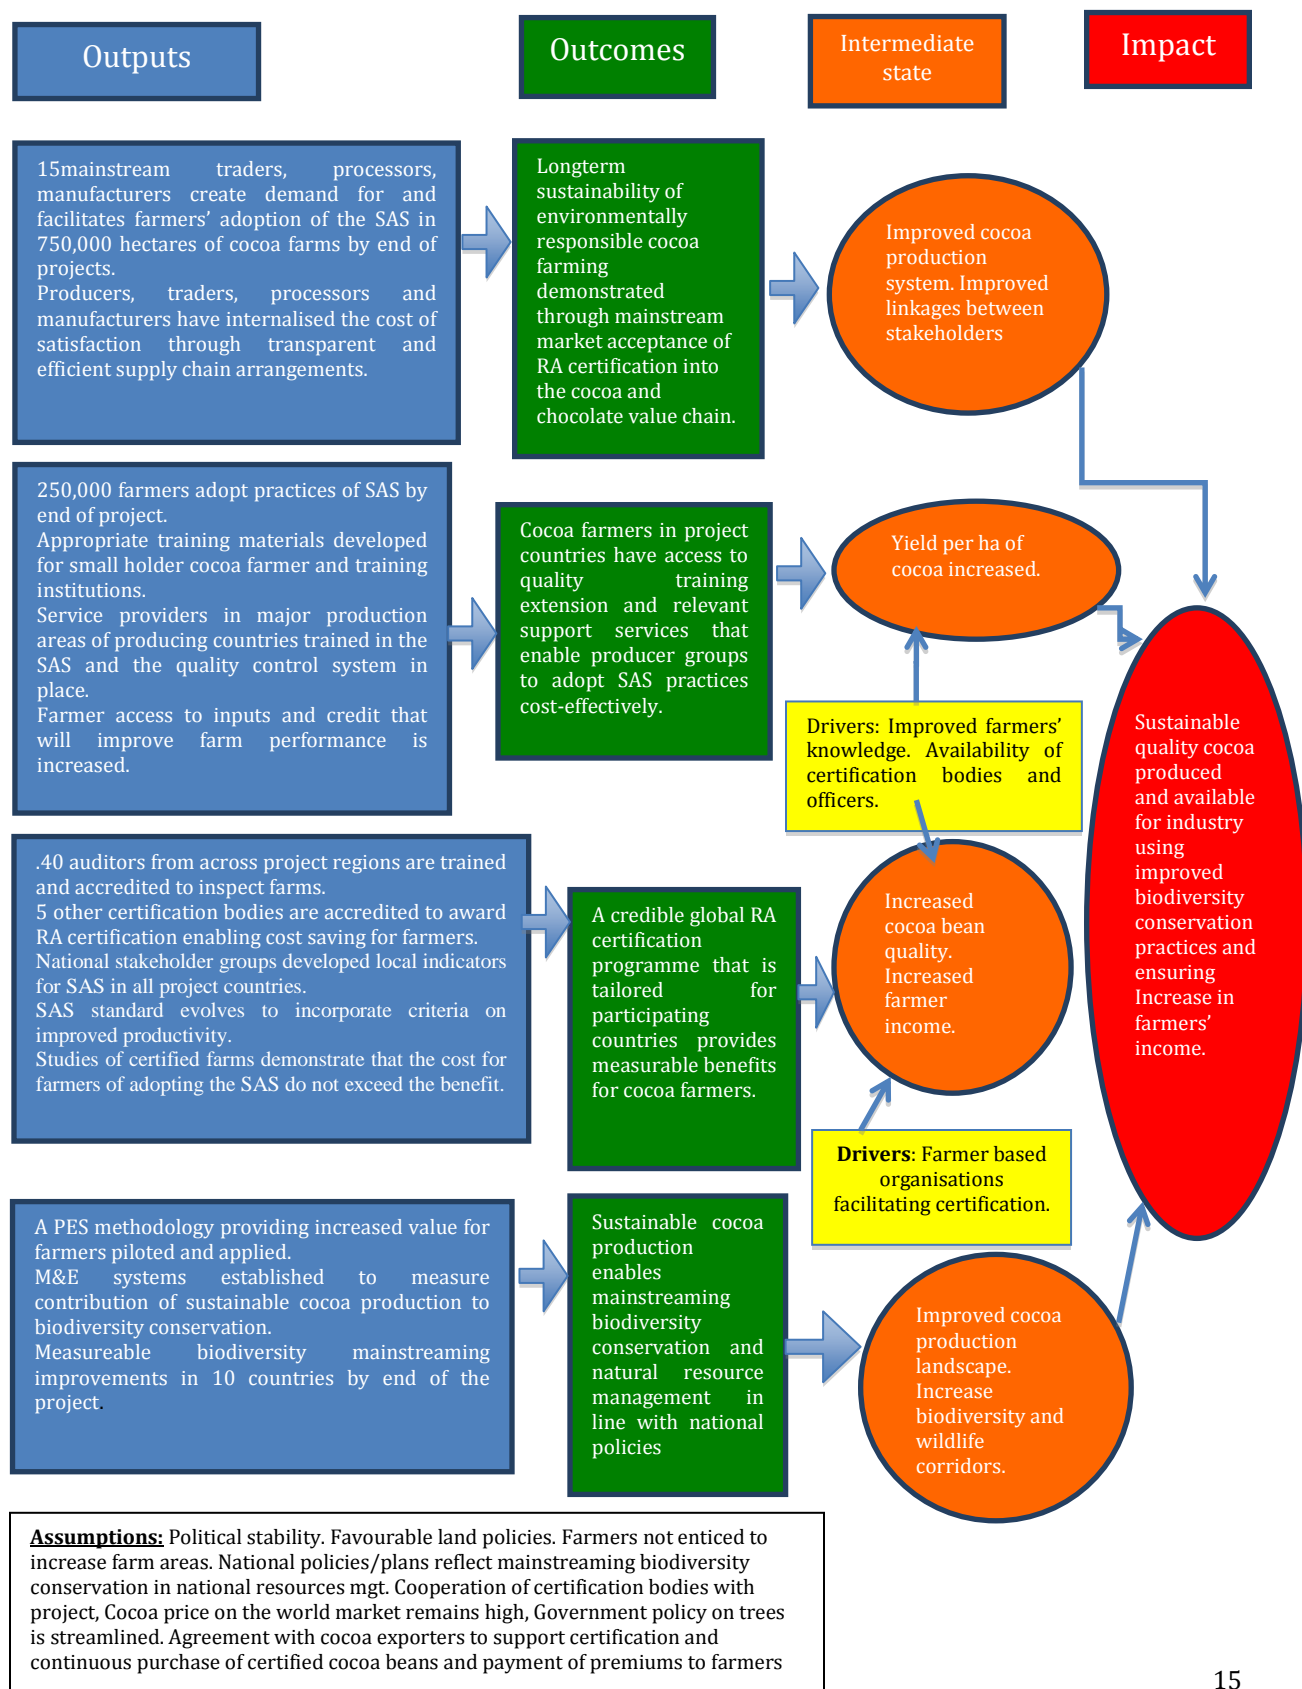 Outputs
Outcomes
Intermediate
state
Impact
15mainstream traders, processors,
manufacturers create demand for and
facilitates farmers’ adoption of the SAS in
750,000 hectares of cocoa farms by end of
projects.
Producers, traders, processors and
manufacturers have internalised the cost of
satisfaction through transparent and
efficient supply chain arrangements.
Longterm
sustainability of
environmentally
responsible cocoa
farming
demonstrated
through mainstream
market acceptance of
RA certification into
the cocoa and
chocolate value chain.
Improved cocoa
production
system. Improved
linkages between
stakeholders
250,000 farmers adopt practices of SAS by
end of project.
Appropriate training materials developed
for small holder cocoa farmer and training
institutions.
Service providers in major production
areas of producing countries trained in the
SAS and the quality control system in
place.
Farmer access to inputs and credit that
will improve farm performance is
increased.
Cocoa farmers in project
countries have access to
quality training
extension and relevant
support services that
enable producer groups
to adopt SAS practices
cost-effectively.
Yield per ha of
cocoa increased.
Drivers: Improved farmers’
knowledge. Availability of
certification bodies and
officers.
Sustainable
quality cocoa
produced
and available
for industry
using
improved
biodiversity
conservation
practices and
ensuring
Increase in
farmers’
income.
.40 auditors from across project regions are trained
and accredited to inspect farms.
5 other certification bodies are accredited to award
RA certification enabling cost saving for farmers.
National stakeholder groups developed local indicators
for SAS in all project countries.
SAS standard evolves to incorporate criteria on
improved productivity.
Studies of certified farms demonstrate that the cost for
farmers of adopting the SAS do not exceed the benefit.
A credible global RA
certification
programme that is
tailored for
participating
countries provides
measurable benefits
for cocoa farmers.
Increased
cocoa bean
quality.
Increased
farmer
income.
Drivers: Farmer based
organisations
facilitating certification.
A PES methodology providing increased value for
farmers piloted and applied.
M&E systems established to measure
contribution of sustainable cocoa production to
biodiversity conservation.
Measureable biodiversity mainstreaming
improvements in 10 countries by end of the
project.
Sustainable cocoa
production
enables
mainstreaming
biodiversity
conservation and
natural resource
management in
line with national
policies
Improved cocoa
production
landscape.
Increase
biodiversity and
wildlife
corridors.
Assumptions: Political stability. Favourable land policies. Farmers not enticed to
increase farm areas. National policies/plans reflect mainstreaming biodiversity
conservation in national resources mgt. Cooperation of certification bodies with
project, Cocoa price on the world market remains high, Government policy on trees
is streamlined. Agreement with cocoa exporters to support certification and
continuous purchase of certified cocoa beans and payment of premiums to farmers
15